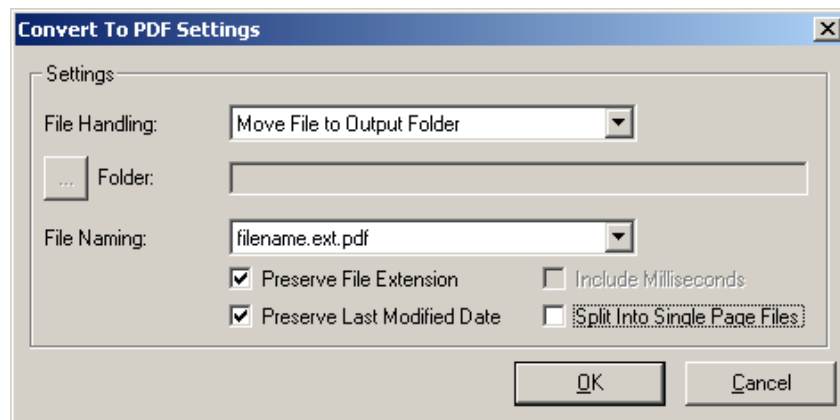 Convert To PDF Settings
Settings
File Handling: Move File to Output Folder
... Folder:
File Naming: filename.ext.pdf
Preserve File Extension Include Milliseconds
Preserve Last Modified Date Split Into Single Page Files
OK Cancel